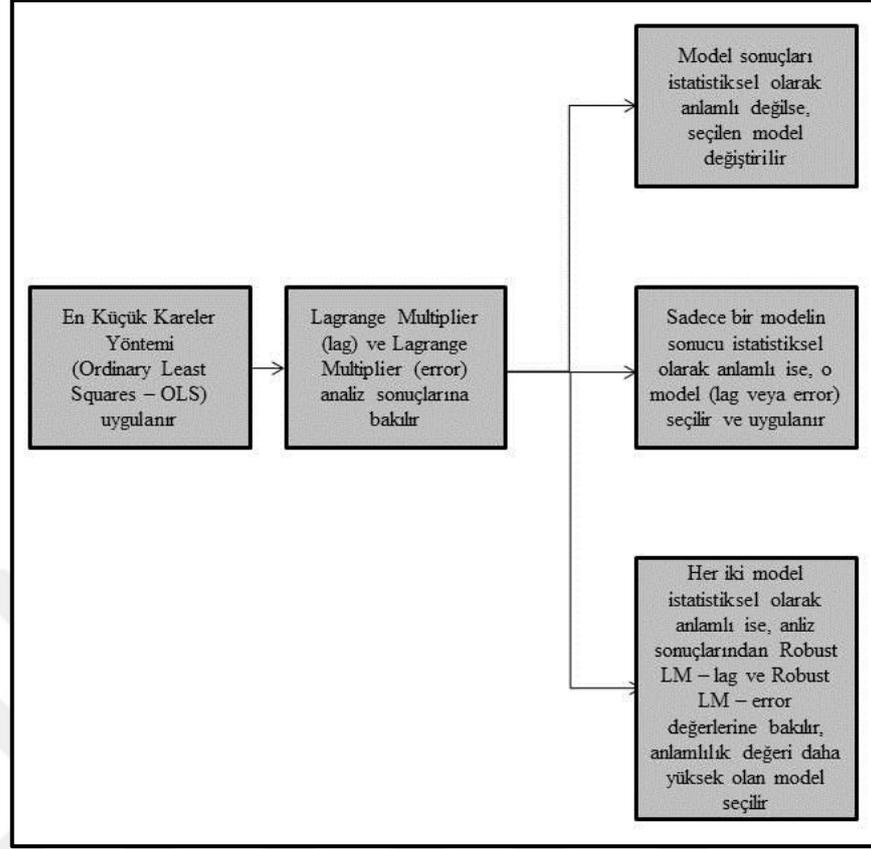 Model sonuçları
istatistiksel olarak
anlamlı değilse,
seçilen model
değiştirilir
En Küçük Kareler
Yöntemi
(Ordinary Least
Squares – OLS)
uygulanır
Lagrange Multiplier
(lag) ve Lagrange
Multiplier (error)
analiz sonuçlarına
bakılır
Sadece bir modelin
sonucu istatistiksel
olarak anlamlı ise, o
model (lag veya error)
seçilir ve uygulanır
Her iki model
istatistiksel olarak
anlamlı ise, anliz
sonuçlarından Robust
LM – lag ve Robust
LM – error
değerlerine bakılır,
anlamlılık değeri daha
yüksek olan model
seçilir